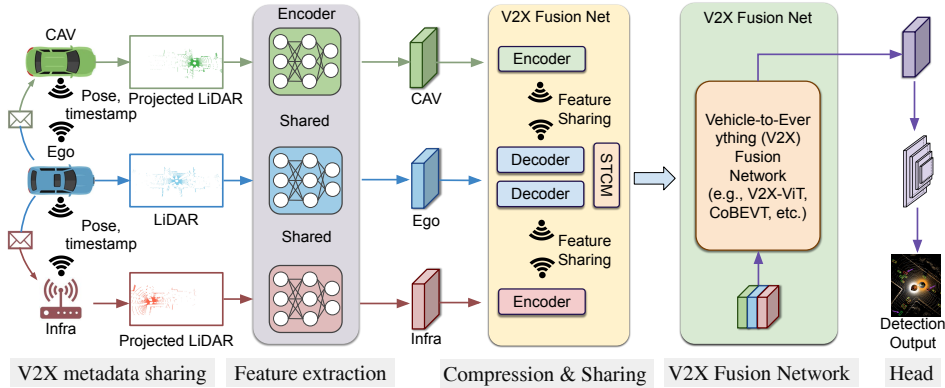 CAV
Pose,
timestamp
Ego
Pose,
timestamp
Infra
Projected LiDAR
LiDAR
Projected LiDAR
Encoder
Shared
Shared
CAV
Ego
Infra
V2X Fusion Net
Encoder
Feature
Sharing
Decoder
Decoder
STCM
Feature
Sharing
Encoder
V2X Fusion Net
Vehicle-to-Ever
ything (V2X)
Fusion
Network
(e.g., V2X-ViT,
CoBEVT, etc.)
Detection
Output
V2X metadata sharing
Feature extraction
Compression & Sharing
V2X Fusion Network
Head